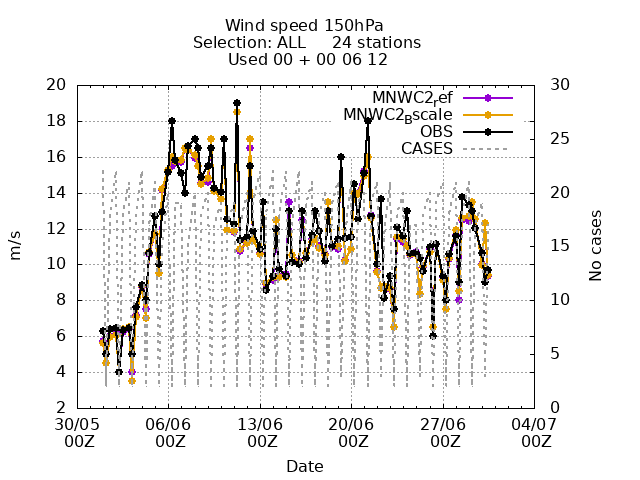 Wind speed 150hPa
Selection: ALL     24 stations
Used 00 + 00 06 12
MNWC2_ref
MNWC2_Bscale
OBS
CASES
20
18
16
14
12
10
8
6
4
2
m/s
30
25
20
15
10
5
0
No cases
30/05 06/06 13/06 20/06 27/06 04/07
00Z 00Z 00Z 00Z 00Z 00Z
Date